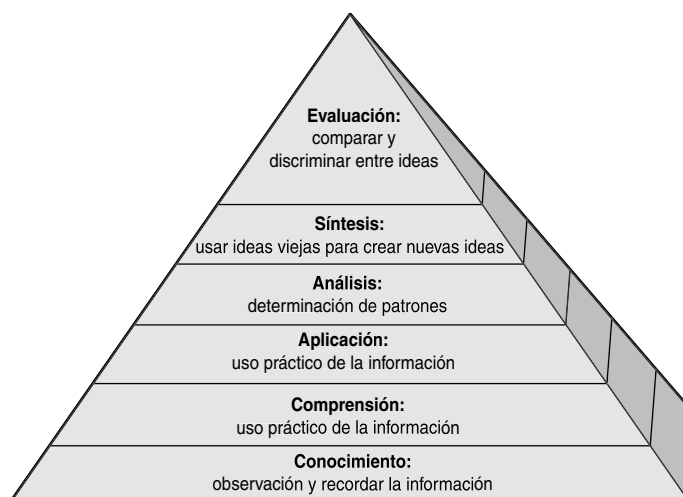 Evaluación:
comparar y
discriminar entre ideas
Síntesis:
usar ideas viejas para crear nuevas ideas
Análisis:
determinación de patrones
Aplicación:
uso práctico de la información
Comprensión:
uso práctico de la información
Conocimiento:
observación y recordar la información